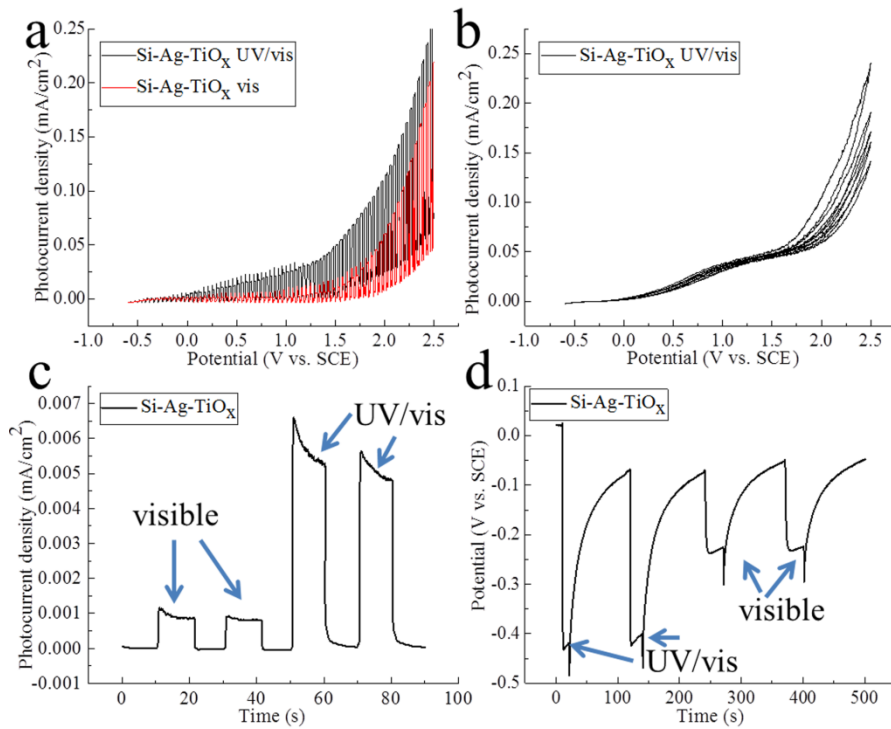 a
Si-Ag-TiOₓ UV/vis
Si-Ag-TiOₓ vis
Photocurrent density (mA/cm²)
0.25
0.20
0.15
0.10
0.05
0.00
-1.0 -0.5 0.0 0.5 1.0 1.5 2.0 2.5
Potential (V vs. SCE)
b
Si-Ag-TiOₓ UV/vis
Photocurrent density (mA/cm²)
0.25
0.20
0.15
0.10
0.05
0.00
-1.0 -0.5 0.0 0.5 1.0 1.5 2.0 2.5
Potential (V vs. SCE)
c
Si-Ag-TiOₓ
UV/vis
visible
Photocurrent density (mA/cm²)
0.007
0.006
0.005
0.004
0.003
0.002
0.001
0.000
-0.001
0 20 40 60 80 100
Time (s)
d
Si-Ag-TiOₓ
visible
UV/vis
Potential (V vs. SCE)
0.1
0.0
-0.1
-0.2
-0.3
-0.4
-0.5
0 100 200 300 400 500
Time (s)